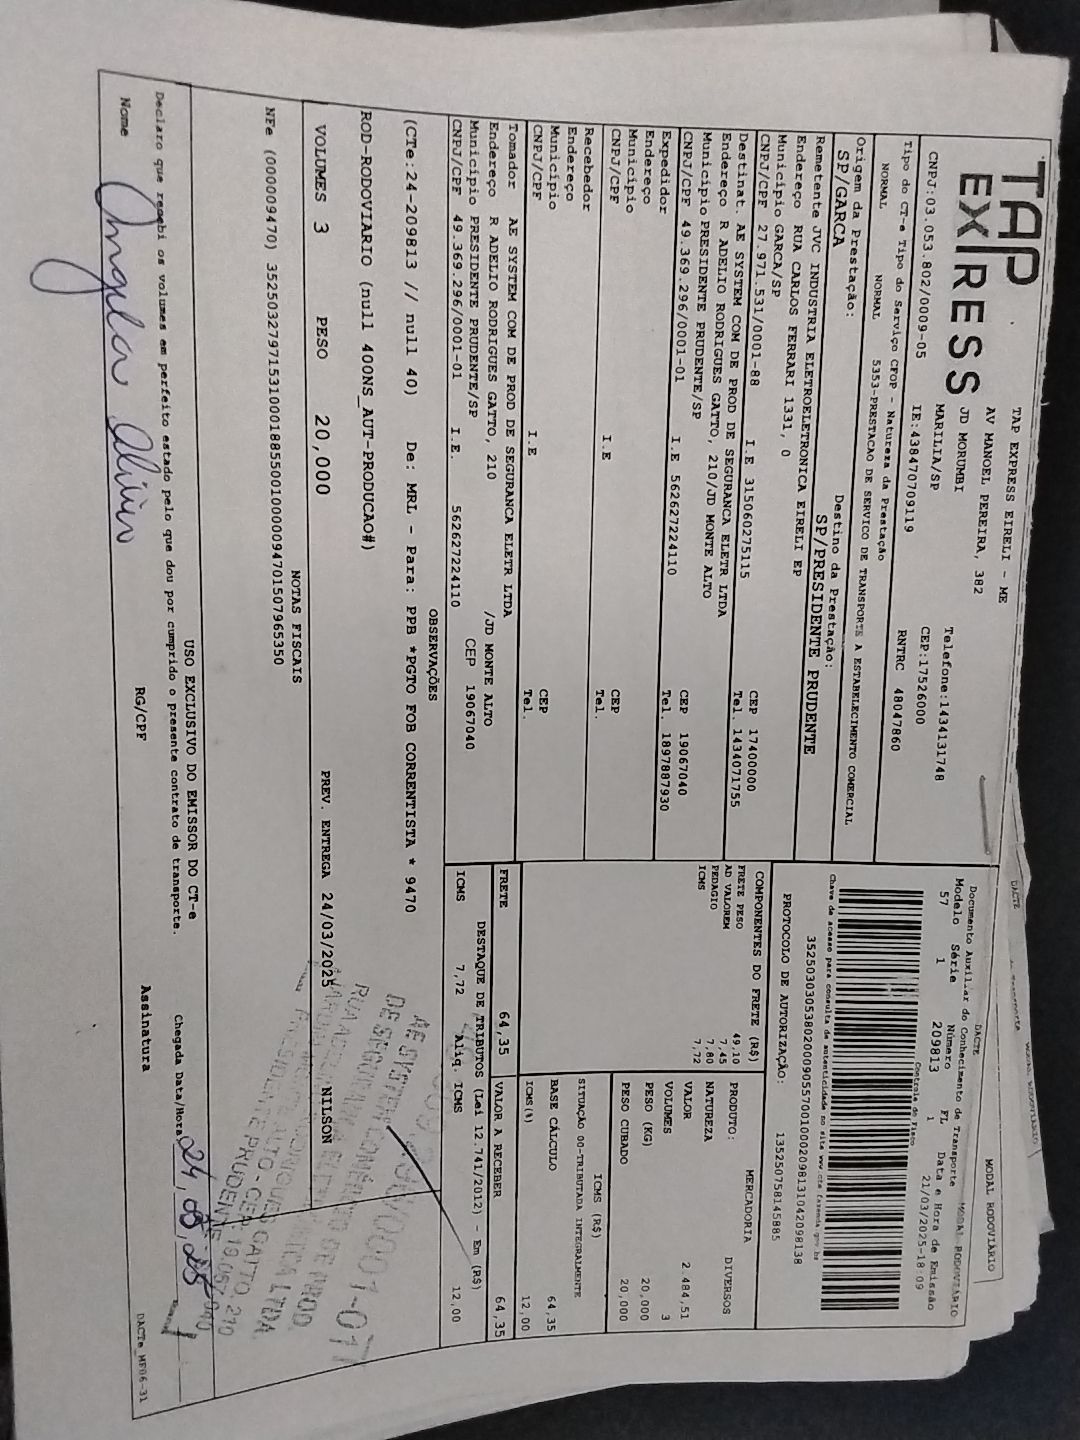 TAP EXPRESS
TAP EXPRESS EIRELI - ME
AV MANOEL PEREIRA, 382
JD MORUMBI
MARILIA/SP
Telefone:1434131748
CEP:17526000
CNPJ:03.053.802/0009-05
IE:438470709119
RNTRC 48047860
Tipo do CT-e Tipo do Serviço CFOP - Natureza da Prestação
NORMAL NORMAL 5353-PRESTACAO DE SERVICO DE TRANSPORTE A ESTABELECIMENTO COMERCIAL
Origem da Prestação: Destino da Prestação:
SP/GARCA SP/PRESIDENTE PRUDENTE
Remetente JVC INDUSTRIA ELETROELETRONICA EIRELI EP
Endereço RUA CARLOS FERRARI 1331, 0
Município GARCA/SP CEP 17400000
CNPJ/CPF 27.971.531/0001-88 I.E 315060275115 Tel. 1434071755
Destinat. AE SYSTEM COM DE PROD DE SEGURANCA ELETR LTDA
Endereço R ADELIO RODRIGUES GATTO, 210/JD MONTE ALTO
Município PRESIDENTE PRUDENTE/SP CEP 19067040
CNPJ/CPF 49.369.296/0001-01 I.E 562627224110 Tel. 1897887930
Expedidor
Endereço
Município CEP
CNPJ/CPF I.E Tel.
Recebedor
Endereço
Município CEP
CNPJ/CPF I.E Tel.
Tomador AE SYSTEM COM DE PROD DE SEGURANCA ELETR LTDA
Endereço R ADELIO RODRIGUES GATTO, 210 /JD MONTE ALTO
Município PRESIDENTE PRUDENTE/SP CEP 19067040
CNPJ/CPF 49.369.296/0001-01 I.E. 562627224110
DACTE MODAL RODOVIÁRIO
Documento Auxiliar do Conhecimento de Transporte
Modelo Série Número FL Data e Hora de Emissão
57 1 209813 1 21/03/2025-18:09
Controle do Fisco
Chave de acesso para consulta de autenticidade no site www.cte.fazenda.gov.br
35250303053802000905570010002098131042098138
PROTOCOLO DE AUTORIZAÇÃO: 135250758145885
COMPONENTES DO FRETE (R$)
FRETE PESO 49,10
AD VALOREM 7,45
PEDAGIO 7,80
ICMS 7,72
PRODUTO: MERCADORIA
NATUREZA DIVERSOS
VALOR 2.484,51
VOLUMES 3
PESO (KG) 20,000
PESO CUBADO 20,000
ICMS (R$)
SITUAÇÃO 00-TRIBUTADA INTEGRALMENTE
BASE CÁLCULO 64,35
ICMS(%) 12,00
FRETE 64,35 VALOR A RECEBER 64,35
DESTAQUE DE TRIBUTOS (Lei 12.741/2012) - Em (R$)
ICMS 7,72 Aliq. ICMS 12,00
OBSERVAÇÕES
(CTe:24-209813 // null 40) De: MRL - Para: PPB *PGTO FOB CORRENTISTA * 9470
ROD-RODOVIARIO (null 40ONS_AUT-PRODUCAO#)
VOLUMES 3 PESO 20,000 PREV. ENTREGA 24/03/2025 NILSON
NOTAS FISCAIS
NFe (000009470) 35250327971531000188550010000094701507965350
USO EXCLUSIVO DO EMISSOR DO CT-e
Declaro que recebi os volumes em perfeito estado pelo que dou por cumprido o presente contrato de transporte.
Chegada Data/Hora
Nome RG/CPF Assinatura
DACTe_MF06-31